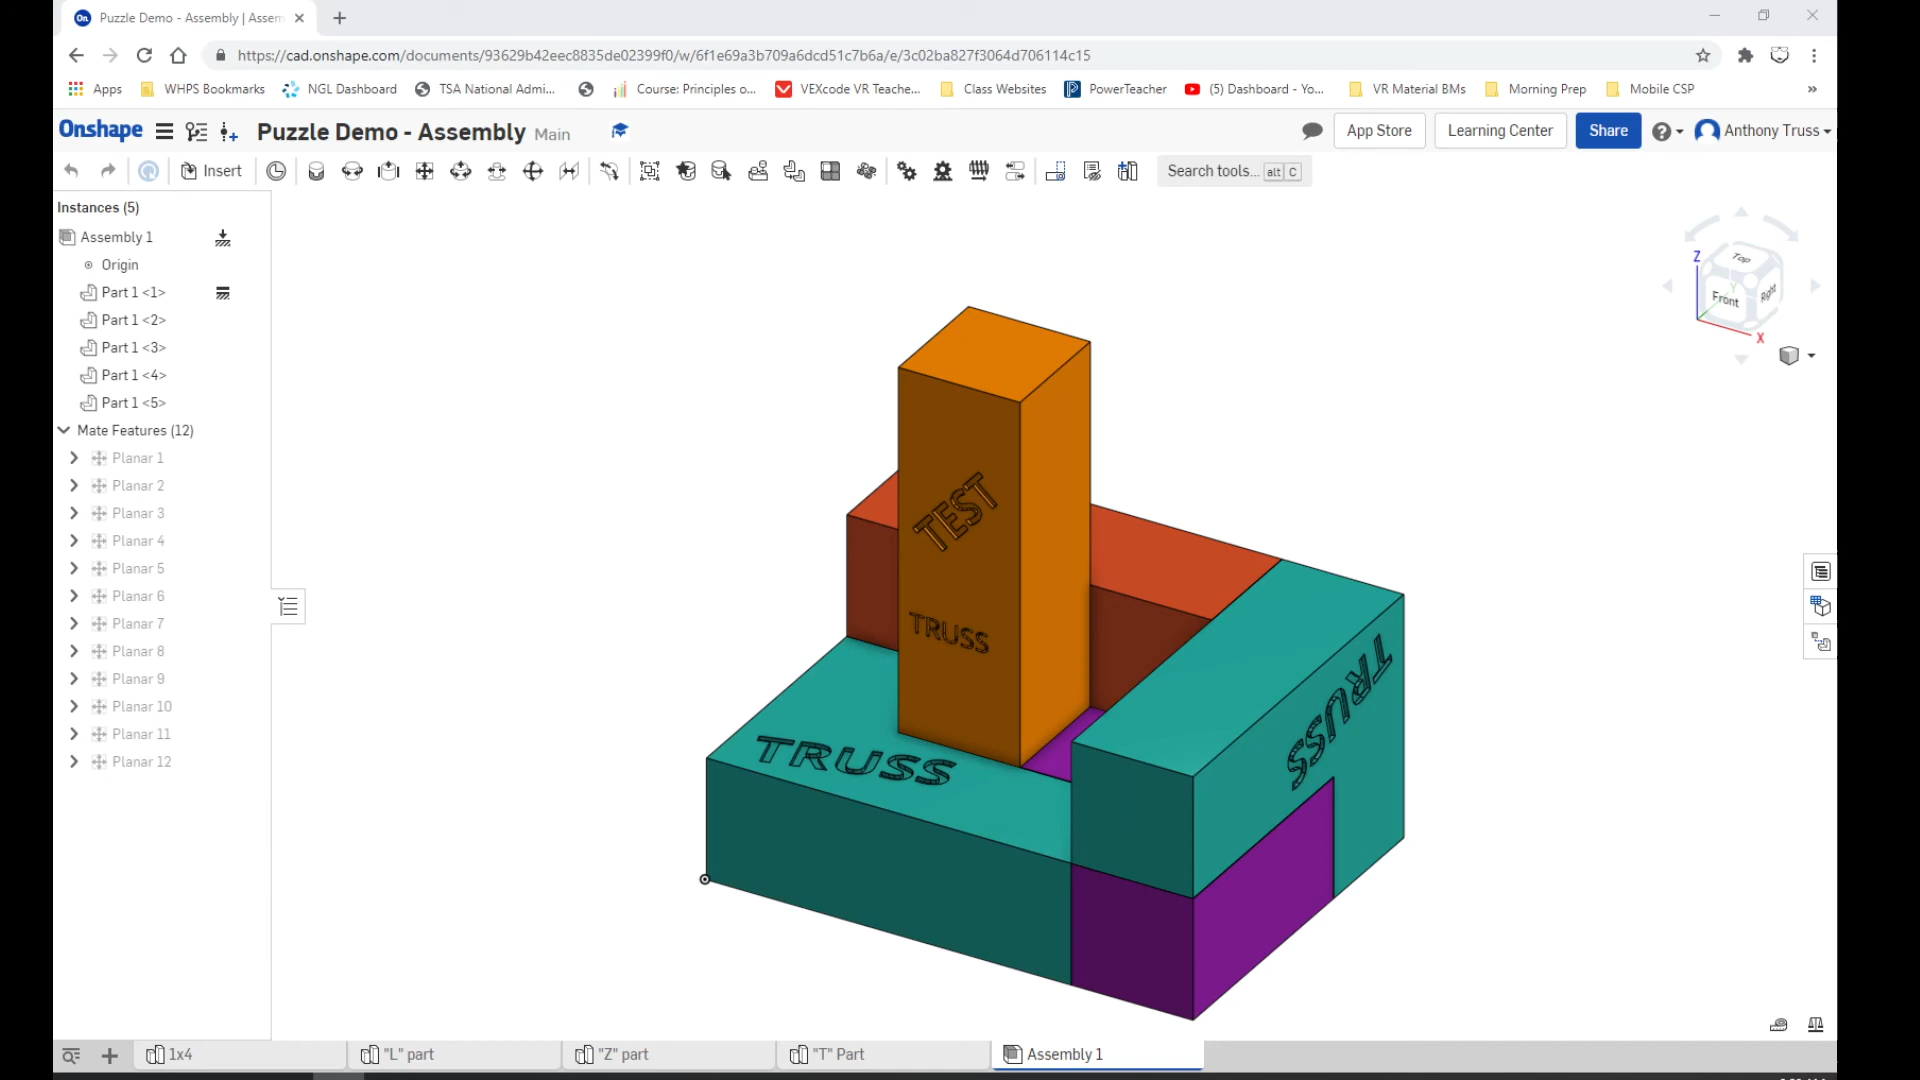 Puzzle Demo - Assembly | Assem
https://cad.onshape.com/documents/93629b42eec8835de02399f0/w/6f1e69a3b709a6dcd51c7b6a/e/3c02ba827f3064d706114c15
Apps WHPS Bookmarks NGL Dashboard TSA National Admi... Course: Principles o... VEXcode VR Teache... Class Websites PowerTeacher (5) Dashboard - Yo... VR Material BMs Morning Prep Mobile CSP »
Onshape Puzzle Demo - Assembly Main App Store Learning Center Share Anthony Truss
Insert Search tools... alt C
Instances (5)
Assembly 1
Origin
Part 1 <1>
Part 1 <2>
Part 1 <3>
Part 1 <4>
Part 1 <5>
Mate Features (12)
Planar 1
Planar 2
Planar 3
Planar 4
Planar 5
Planar 6
Planar 7
Planar 8
Planar 9
Planar 10
Planar 11
Planar 12
TEST
TRUSS
TRUSS
TRUSS
Z
Top
Front
Y
Right
X
1x4 "L" part "Z" part "T" Part Assembly 1